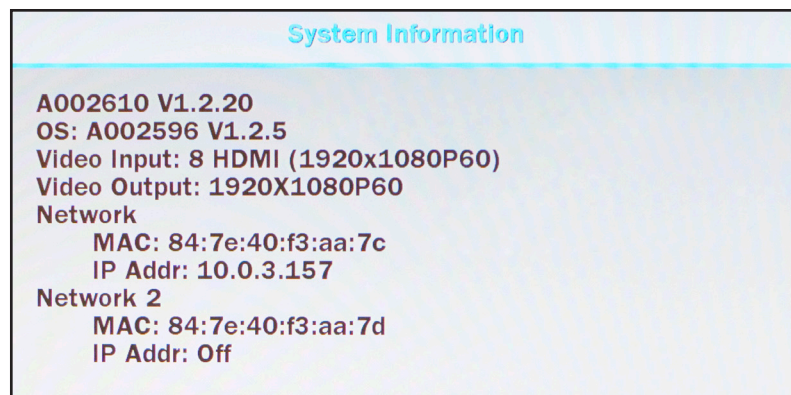 System Information
A002610 V1.2.20
OS: A002596 V1.2.5
Video Input: 8 HDMI (1920x1080P60)
Video Output: 1920X1080P60
Network
MAC: 84:7e:40:f3:aa:7c
IP Addr: 10.0.3.157
Network 2
MAC: 84:7e:40:f3:aa:7d
IP Addr: Off